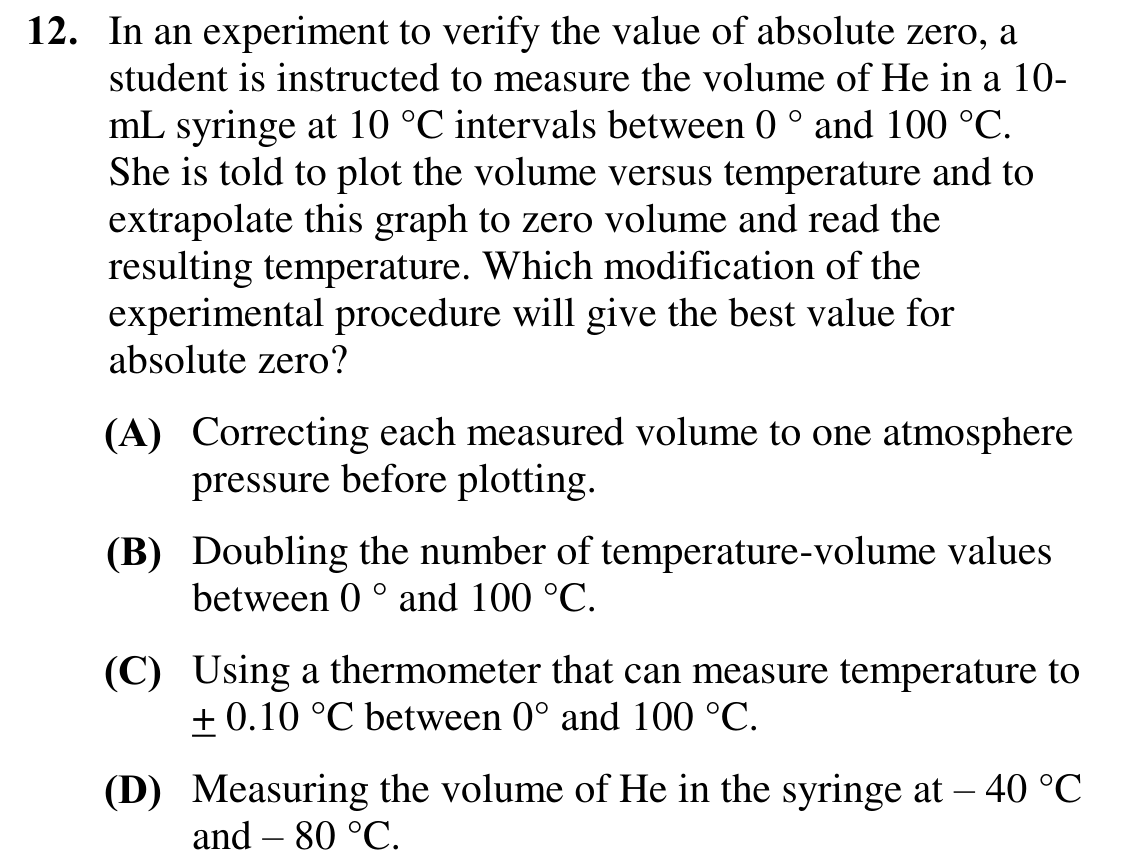 12. In an experiment to verify the value of absolute zero, a
student is instructed to measure the volume of He in a 10-
mL syringe at 10 °C intervals between 0 ° and 100 °C.
She is told to plot the volume versus temperature and to
extrapolate this graph to zero volume and read the
resulting temperature. Which modification of the
experimental procedure will give the best value for
absolute zero?
(A) Correcting each measured volume to one atmosphere
pressure before plotting.
(B) Doubling the number of temperature-volume values
between 0 ° and 100 °C.
(C) Using a thermometer that can measure temperature to
± 0.10 °C between 0° and 100 °C.
(D) Measuring the volume of He in the syringe at – 40 °C
and – 80 °C.